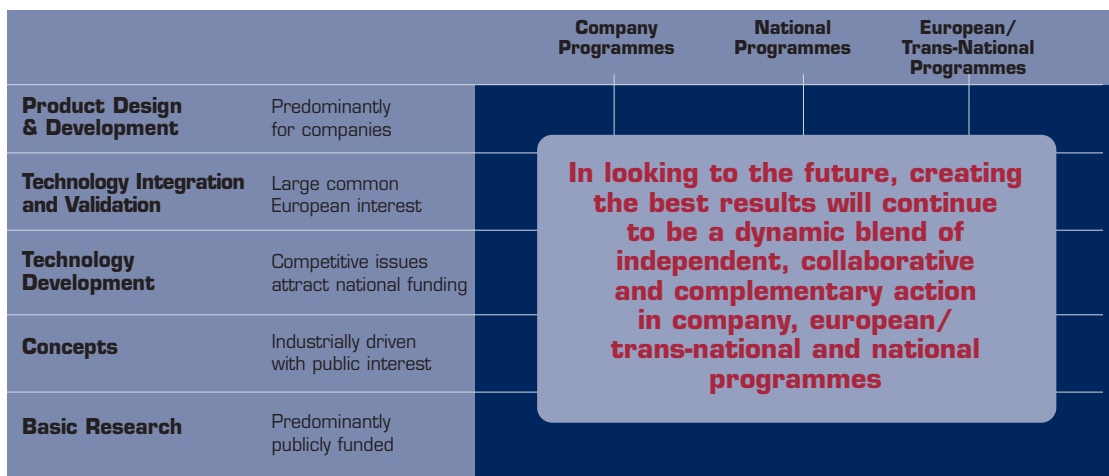 Company
Programmes
National
Programmes
European/
Trans-National
Programmes
Product Design
& Development
Predominantly
for companies
Technology Integration
and Validation
Large common
European interest
Technology
Development
Competitive issues
attract national funding
Concepts
Industrially driven
with public interest
Basic Research
Predominantly
publicly funded
In looking to the future, creating
the best results will continue
to be a dynamic blend of
independent, collaborative
and complementary action
in company, european/
trans-national and national
programmes